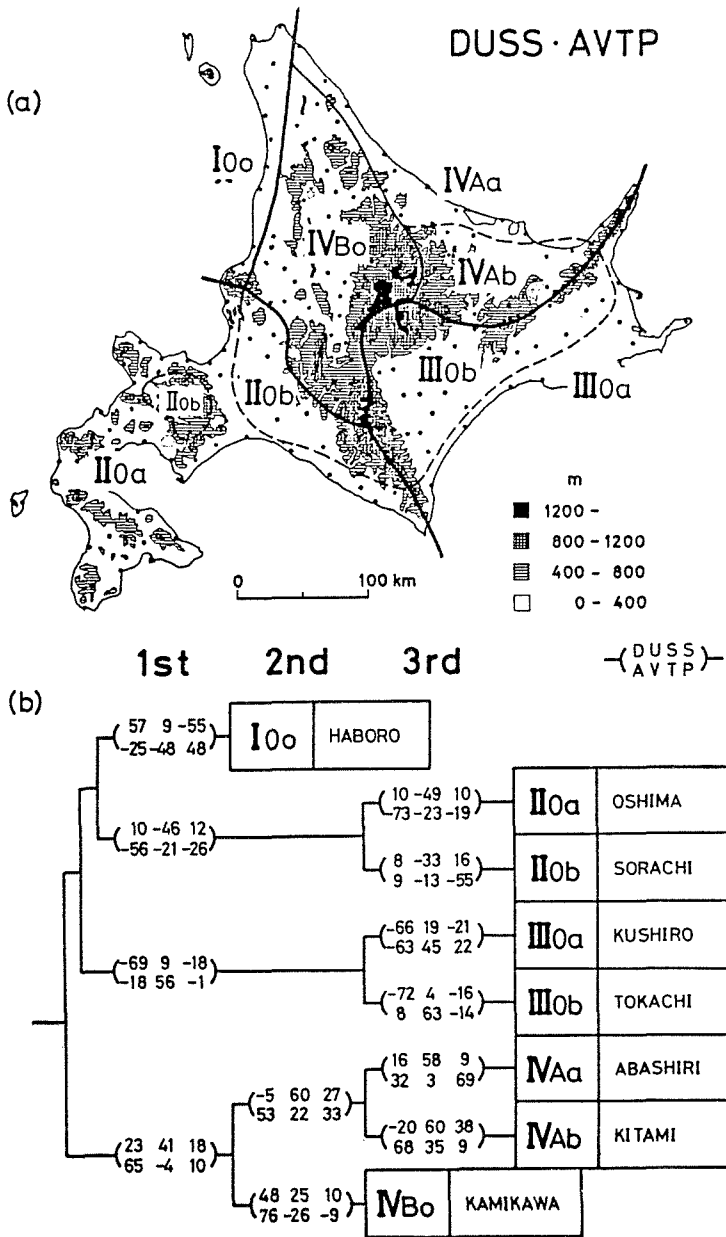 DUSS · AVTP
(a)
I0o
IVAa
IVBo
IVAb
II0b
II0b
III0b
III0a
II0a
m
1200 -
800 - 1200
400 - 800
0 - 400
0 100 km
1st 2nd 3rd
DUSS
AVTP
(b)
57 9 -55
-25 -48 48
I0o HABORO
10 -46 12
-56 -21 -26
10 -49 10
-73 -23 -19
II0a OSHIMA
8 -33 16
9 -13 -55
II0b SORACHI
-69 9 -18
-18 56 -1
-66 19 -21
-63 45 22
III0a KUSHIRO
-72 4 -16
8 63 -14
III0b TOKACHI
23 41 18
65 -4 10
-5 60 27
53 22 33
16 58 9
32 3 69
IVAa ABASHIRI
-20 60 38
68 35 9
IVAb KITAMI
48 25 10
76 -26 -9
IVBo KAMIKAWA